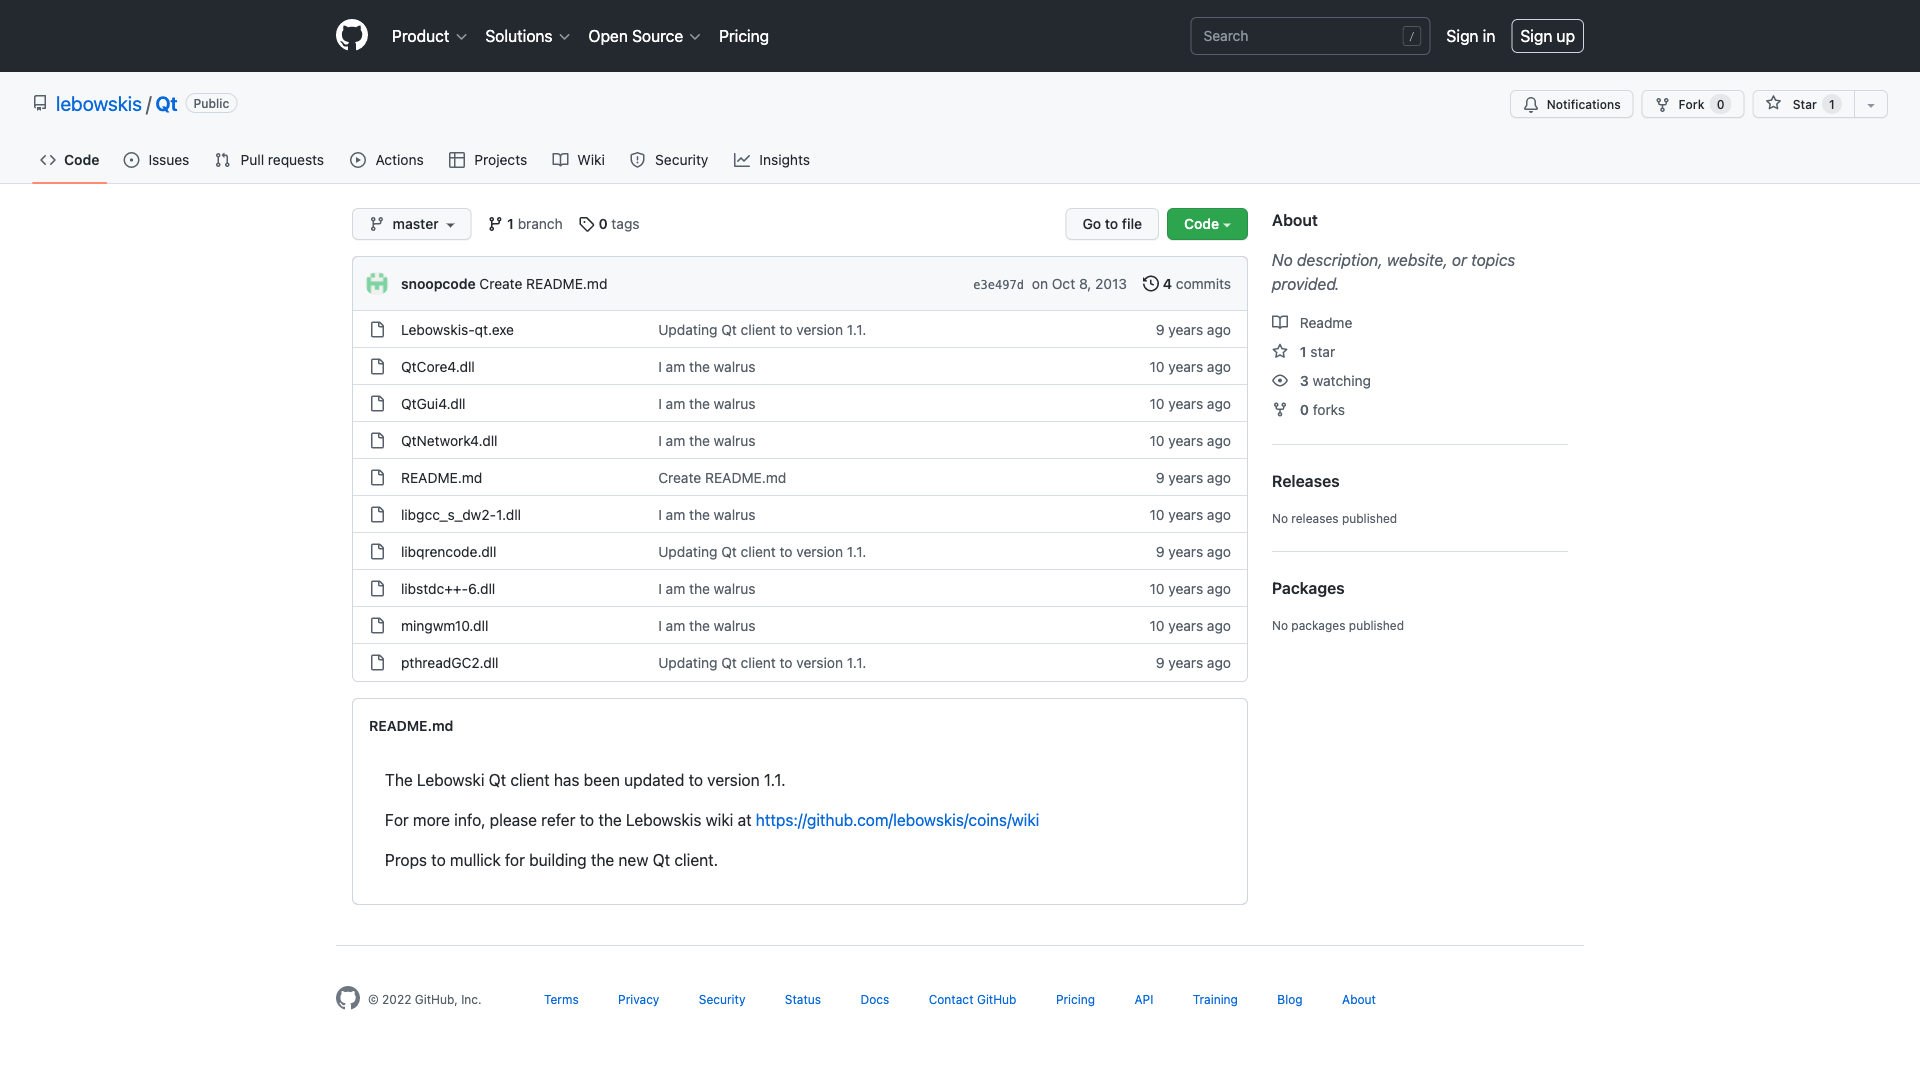 Product Solutions Open Source Pricing Search / Sign in Sign up
lebowskis / Qt Public Notifications Fork 0 Star 1
Code Issues Pull requests Actions Projects Wiki Security Insights
master 1 branch 0 tags Go to file Code
snoopcode Create README.md e3e497d on Oct 8, 2013 4 commits
Lebowskis-qt.exe Updating Qt client to version 1.1. 9 years ago
QtCore4.dll I am the walrus 10 years ago
QtGui4.dll I am the walrus 10 years ago
QtNetwork4.dll I am the walrus 10 years ago
README.md Create README.md 9 years ago
libgcc_s_dw2-1.dll I am the walrus 10 years ago
libqrencode.dll Updating Qt client to version 1.1. 9 years ago
libstdc++-6.dll I am the walrus 10 years ago
mingwm10.dll I am the walrus 10 years ago
pthreadGC2.dll Updating Qt client to version 1.1. 9 years ago
README.md
The Lebowski Qt client has been updated to version 1.1.
For more info, please refer to the Lebowskis wiki at https://github.com/lebowskis/coins/wiki
Props to mullick for building the new Qt client.
About
No description, website, or topics
provided.
Readme
1 star
3 watching
0 forks
Releases
No releases published
Packages
No packages published
© 2022 GitHub, Inc. Terms Privacy Security Status Docs Contact GitHub Pricing API Training Blog About